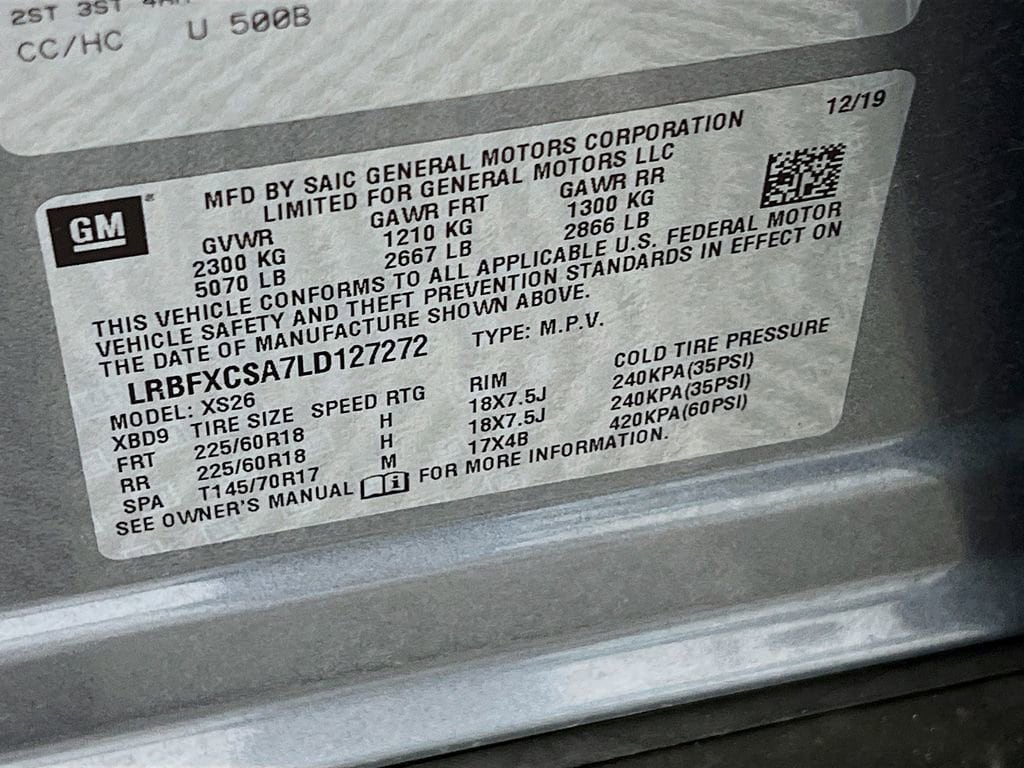 2ST 3ST
CC/HC U 500B
12/19
GM
MFD BY SAIC GENERAL MOTORS CORPORATION
LIMITED FOR GENERAL MOTORS LLC
GVWR GAWR FRT GAWR RR
2300 KG 1210 KG 1300 KG
5070 LB 2667 LB 2866 LB
THIS VEHICLE CONFORMS TO ALL APPLICABLE U.S. FEDERAL MOTOR
VEHICLE SAFETY AND THEFT PREVENTION STANDARDS IN EFFECT ON
THE DATE OF MANUFACTURE SHOWN ABOVE.
LRBFXCSA7LD127272 TYPE: M.P.V.
MODEL: XS26
XBD9 TIRE SIZE SPEED RTG RIM COLD TIRE PRESSURE
FRT 225/60R18 H 18X7.5J 240KPA(35PSI)
RR 225/60R18 H 18X7.5J 240KPA(35PSI)
SPA T145/70R17 M 17X4B 420KPA(60PSI)
SEE OWNER'S MANUAL i FOR MORE INFORMATION.